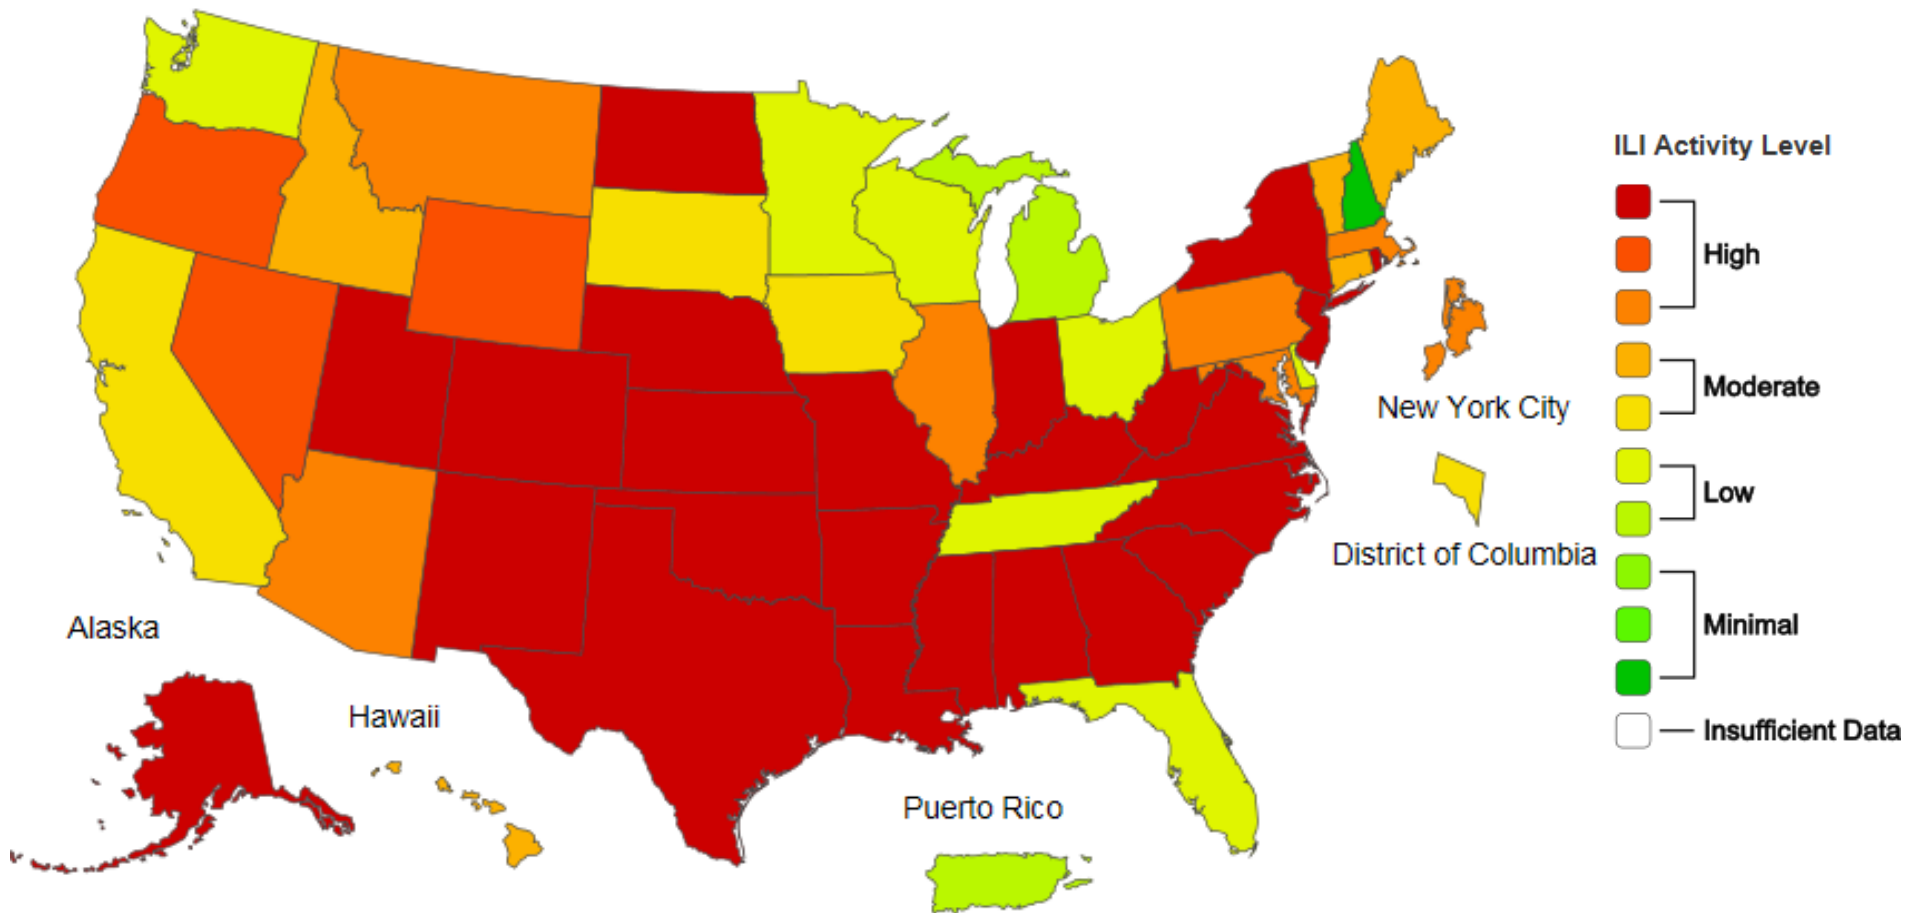 ILI Activity Level
High
Moderate
New York City
Low
District of Columbia
Alaska
Minimal
Hawaii
Insufficient Data
Puerto Rico